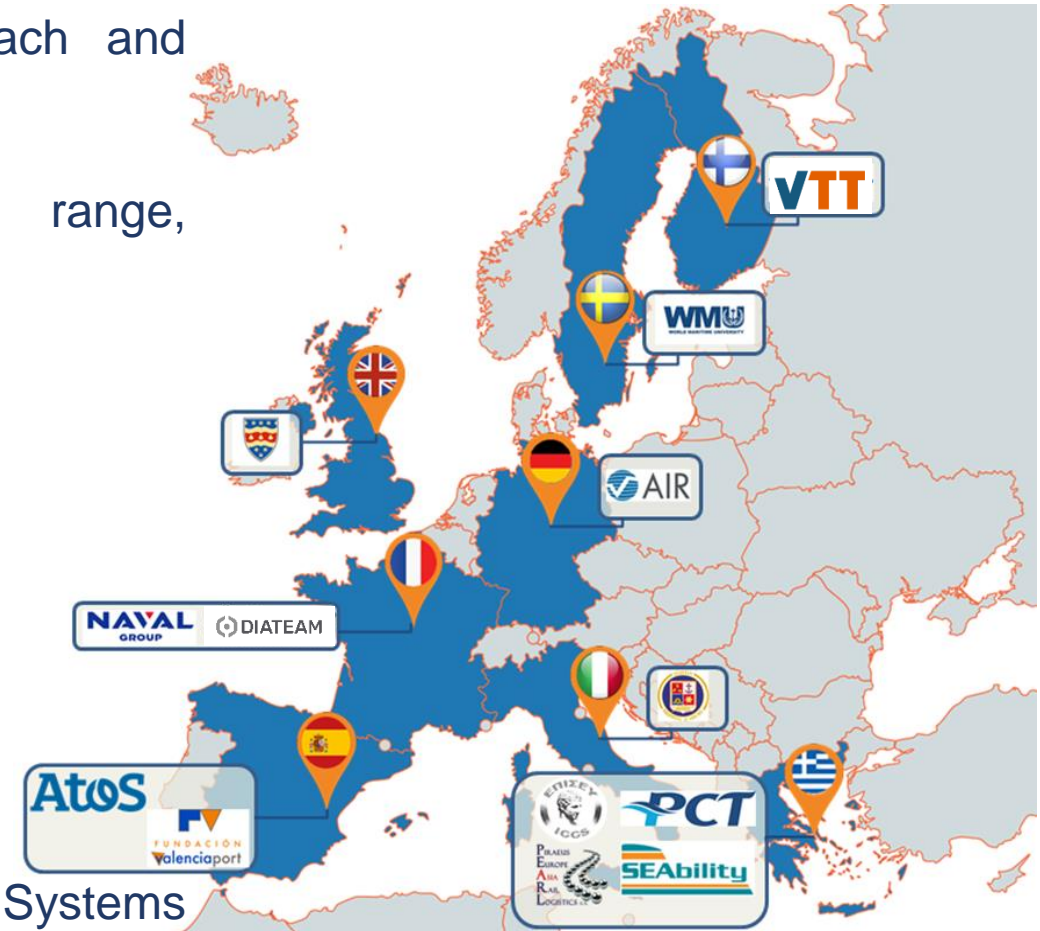 ach and
range,
VTT
WMU
WORLD MARITIME UNIVERSITY
AIR
NAVAL
GROUP
DIATEAM
AtoS
FUNDACIÓN
Valenciaport
ΕΠΙΣΕΥ
ICCS
PCT
PIRAEUS
EUROPE
ASIA
RAIL
LOGISTICS
SEAbility
Systems